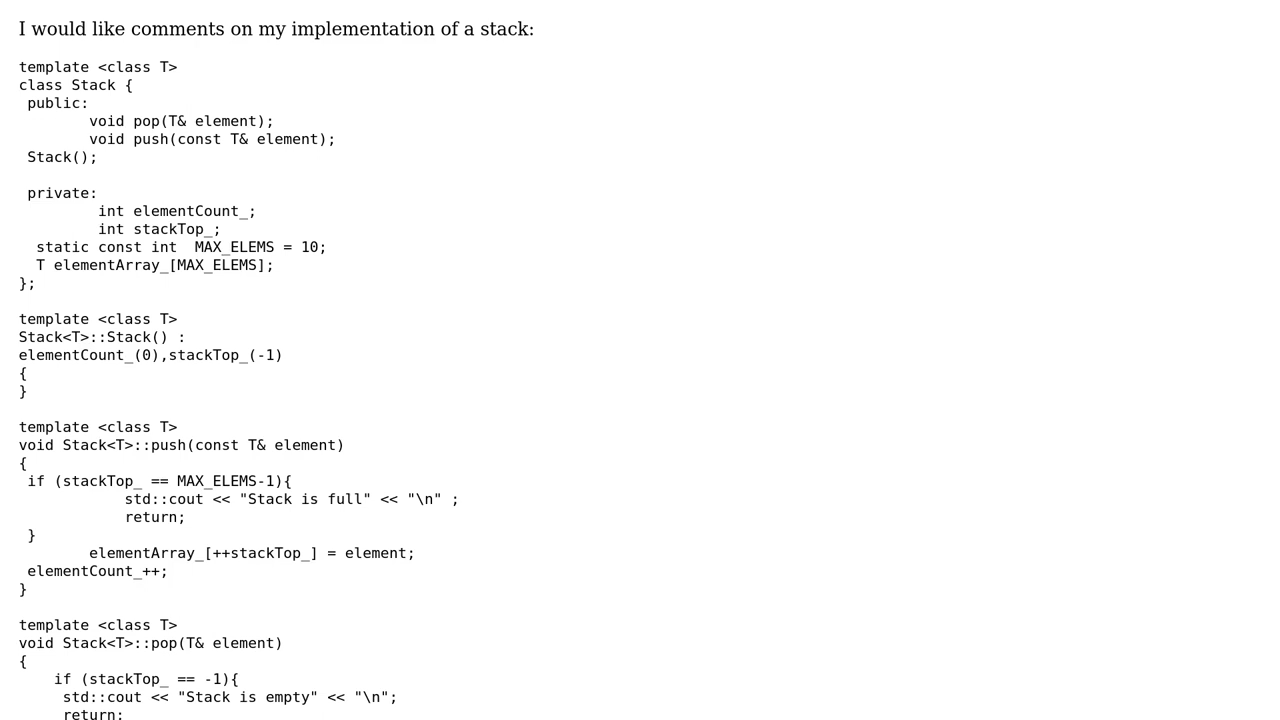 I would like comments on my implementation of a stack:
template <class T>
class Stack {
 public:
        void pop(T& element);
        void push(const T& element);
 Stack();

 private:
         int elementCount_;
         int stackTop_;
  static const int  MAX_ELEMS = 10;
  T elementArray_[MAX_ELEMS];
};

template <class T>
Stack<T>::Stack() :
elementCount_(0),stackTop_(-1)
{
}

template <class T>
void Stack<T>::push(const T& element)
{
 if (stackTop_ == MAX_ELEMS-1){
            std::cout << "Stack is full" << "\n" ;
            return;
 }
        elementArray_[++stackTop_] = element;
 elementCount_++;
}

template <class T>
void Stack<T>::pop(T& element)
{
    if (stackTop_ == -1){
     std::cout << "Stack is empty" << "\n";
     return;